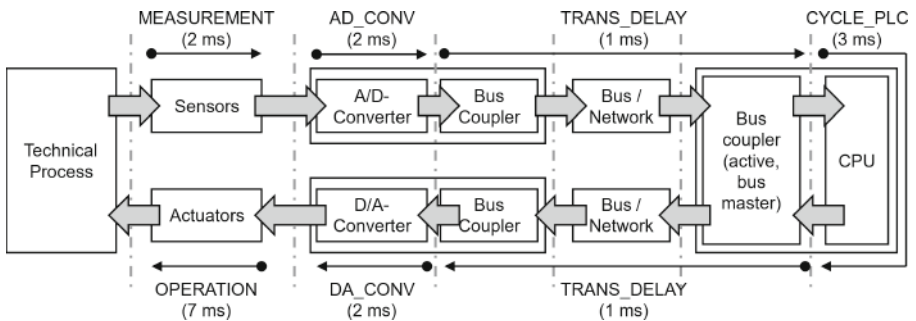 MEASUREMENT
(2 ms)
AD_CONV
(2 ms)
TRANS_DELAY
(1 ms)
CYCLE_PLC
(3 ms)
Technical
Process
Sensors
A/D-
Converter
Bus
Coupler
Bus /
Network
Bus
coupler
(active,
bus
master)
CPU
Actuators
D/A-
Converter
Bus
Coupler
Bus /
Network
OPERATION
(7 ms)
DA_CONV
(2 ms)
TRANS_DELAY
(1 ms)